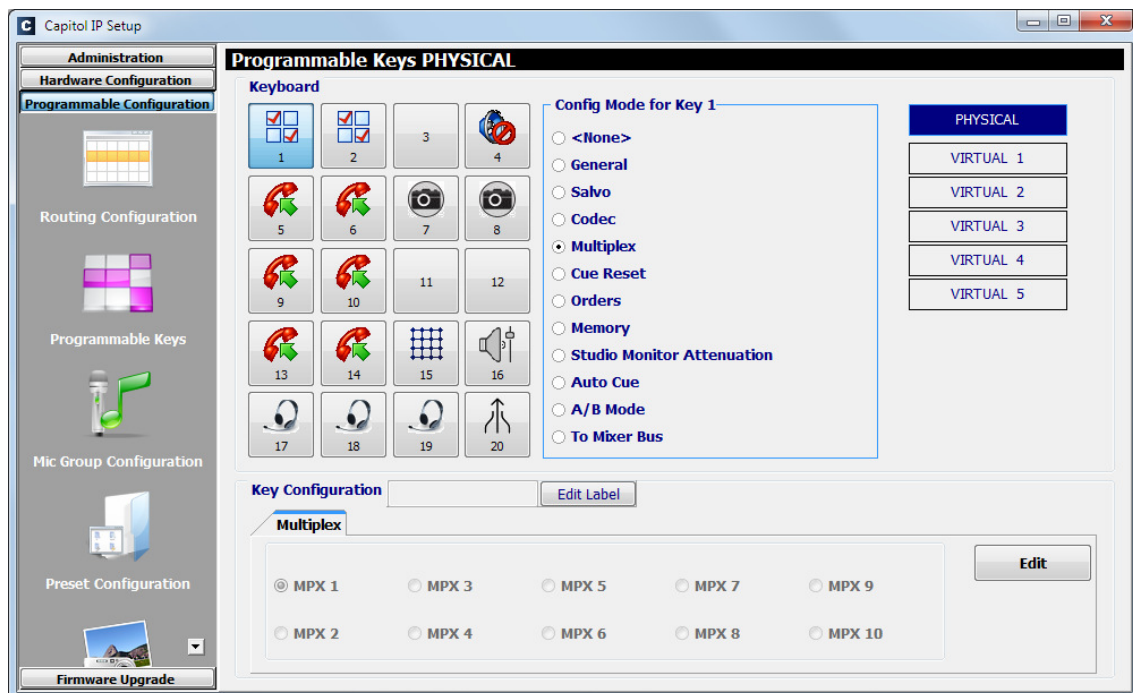 C Capitol IP Setup
Administration
Hardware Configuration
Programmable Configuration
Routing Configuration
Programmable Keys
Mic Group Configuration
Preset Configuration
Firmware Upgrade
Programmable Keys PHYSICAL
Keyboard
1 2 3 4
5 6 7 8
9 10 11 12
13 14 15 16
17 18 19 20
Config Mode for Key 1
<None>
General
Salvo
Codec
Multiplex
Cue Reset
Orders
Memory
Studio Monitor Attenuation
Auto Cue
A/B Mode
To Mixer Bus
PHYSICAL
VIRTUAL 1
VIRTUAL 2
VIRTUAL 3
VIRTUAL 4
VIRTUAL 5
Key Configuration Edit Label
Multiplex
MPX 1 MPX 3 MPX 5 MPX 7 MPX 9
MPX 2 MPX 4 MPX 6 MPX 8 MPX 10
Edit